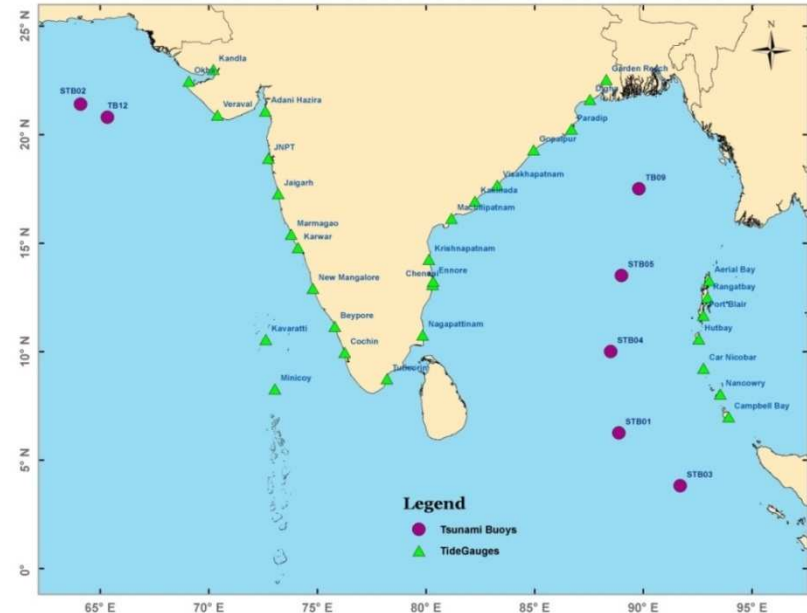 25° N
20° N
15° N
10° N
5° N
0°
N
Kandla
Okha
STB02
TB12
Veraval
Adani Hazira
JNPT
Jaigarh
Marmagao
Karwar
New Mangalore
Beypore
Kavaratti
Cochin
Minicoy
Garden Reach
Digha
Paradip
Gopalpur
Visakhapatnam
Kakinada
Machilipatnam
Krishnapatnam
Chennai
Ennore
Nagapattinam
Tuticorin
TB09
STB05
STB04
STB01
STB03
Aerial Bay
Rangatbay
Port Blair
Hutbay
Car Nicobar
Nancowry
Campbell Bay
Legend
Tsunami Buoys
TideGauges
65° E
70° E
75° E
80° E
85° E
90° E
95° E